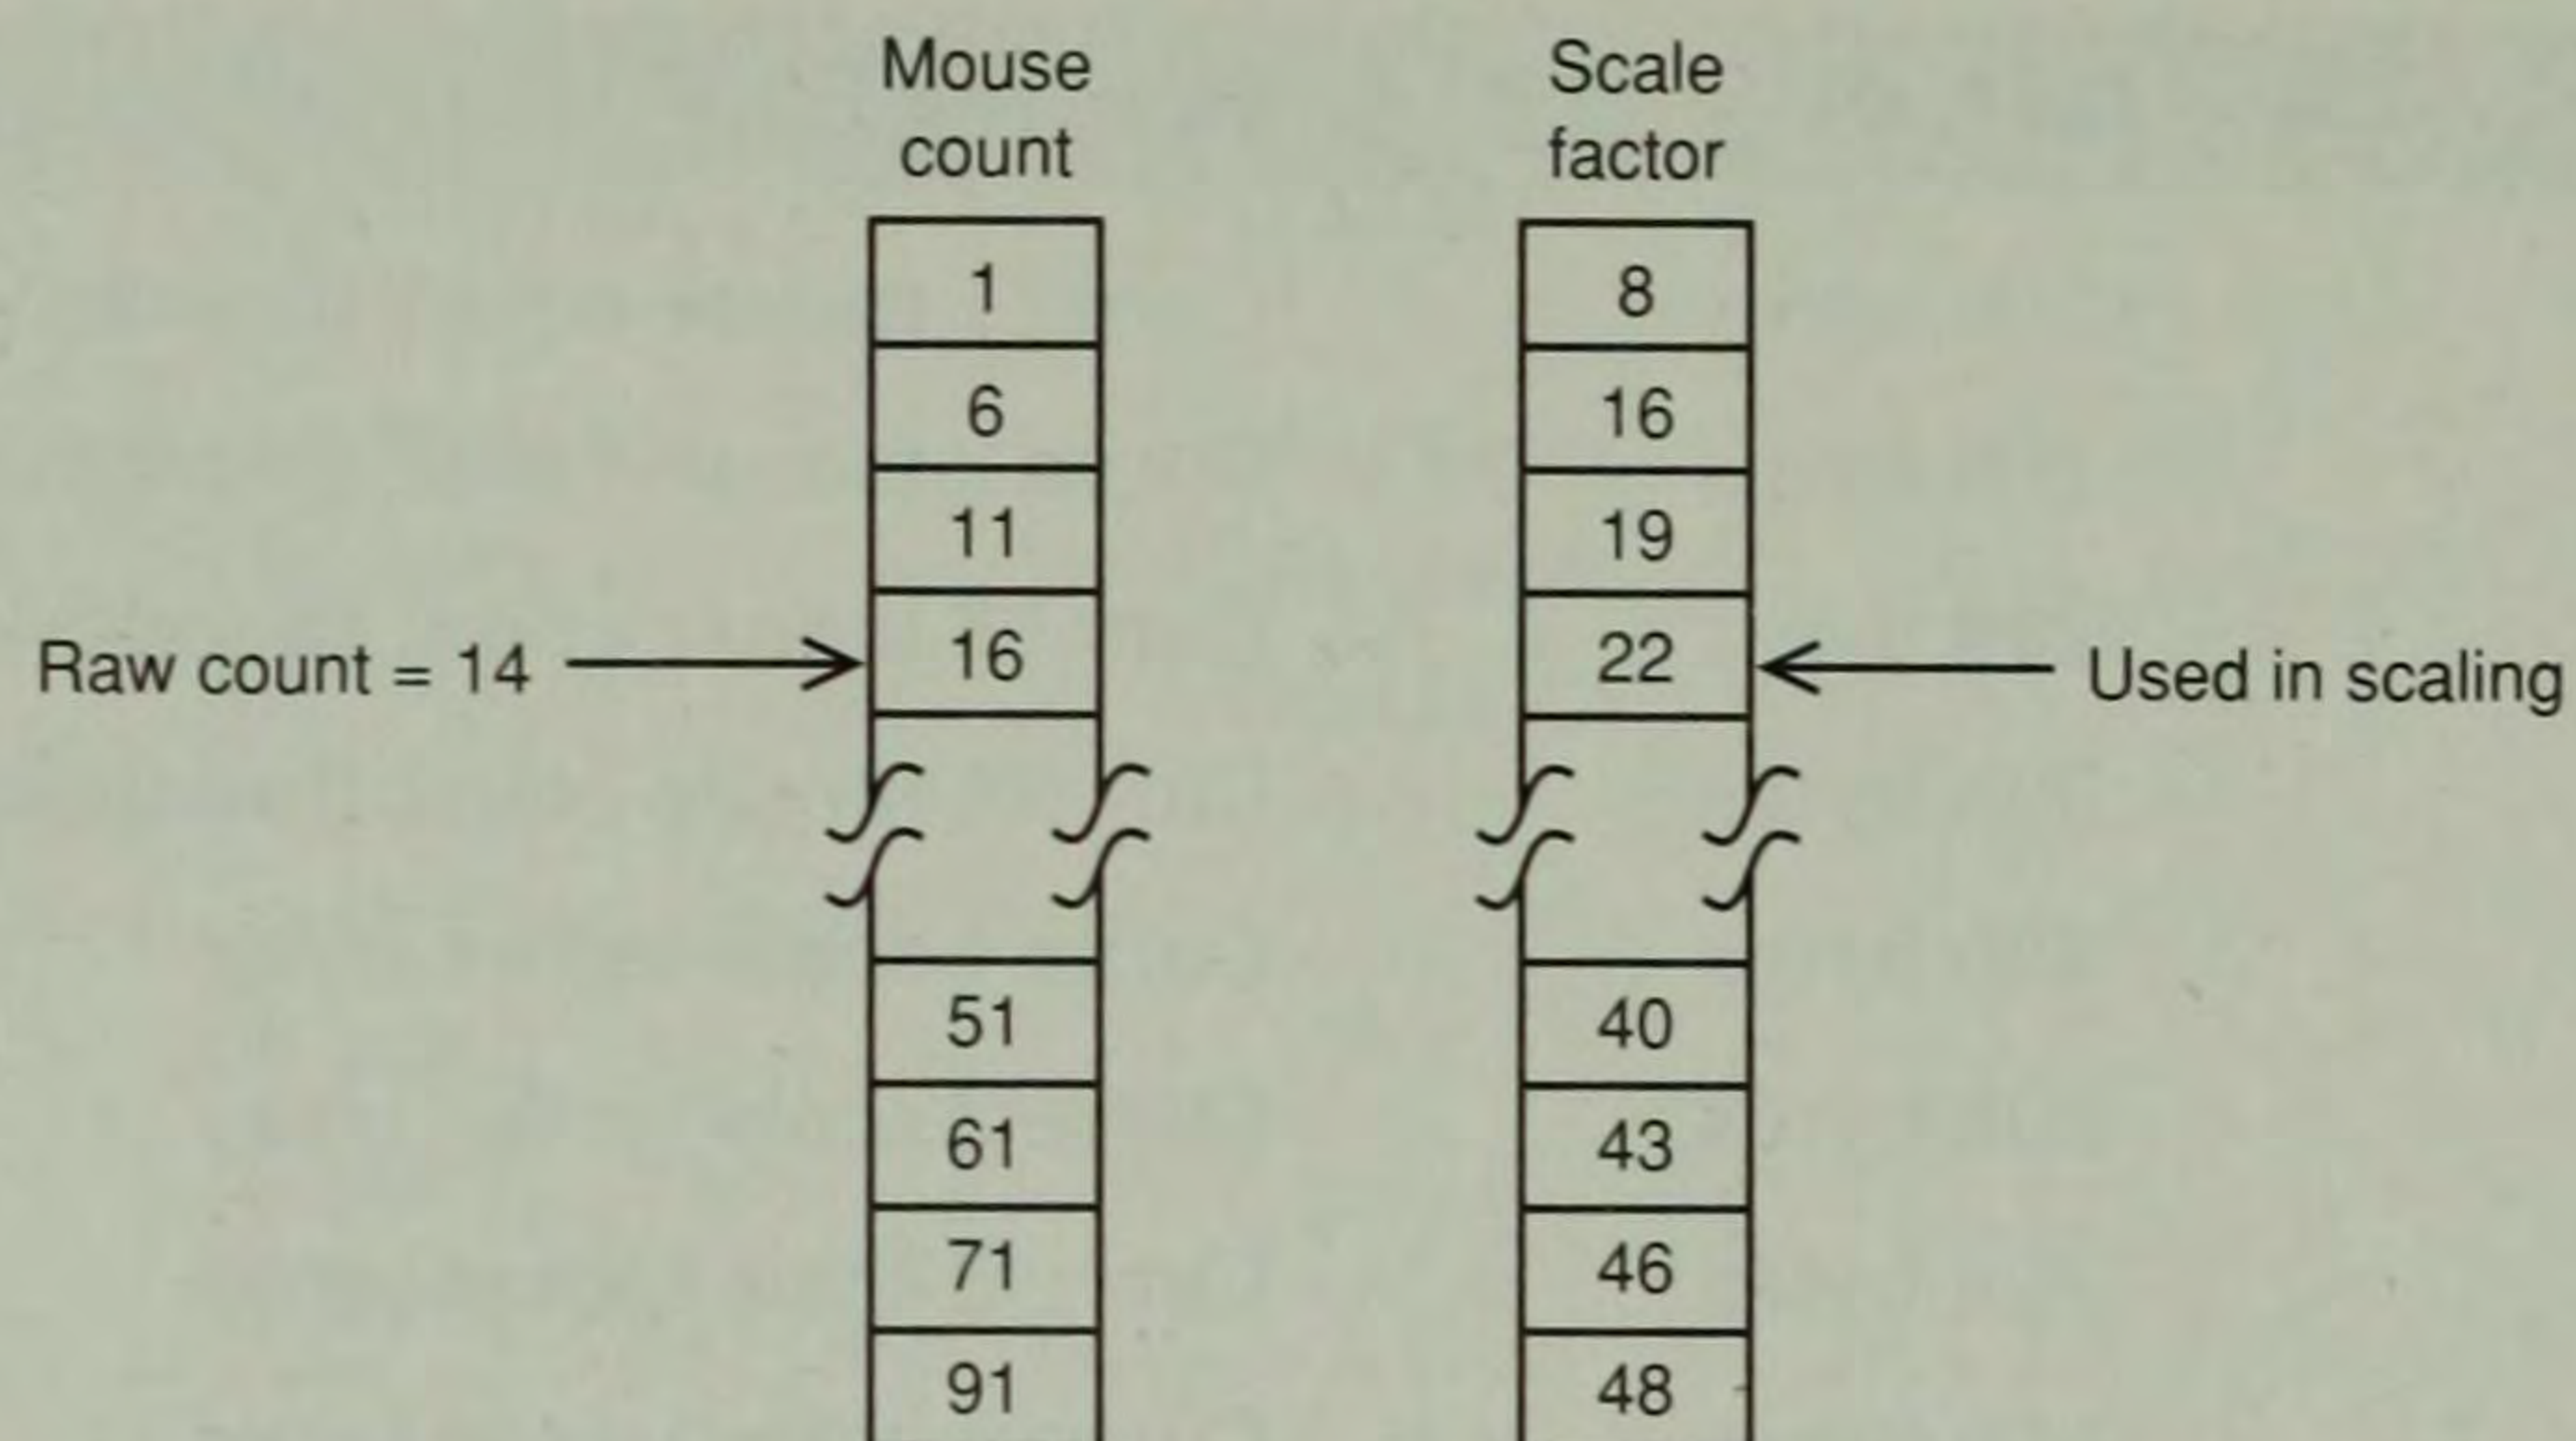 Mouse
count
Scale
factor
1
8
6
16
11
19
Raw count = 14
16
22
Used in scaling
51
40
61
43
71
46
91
48